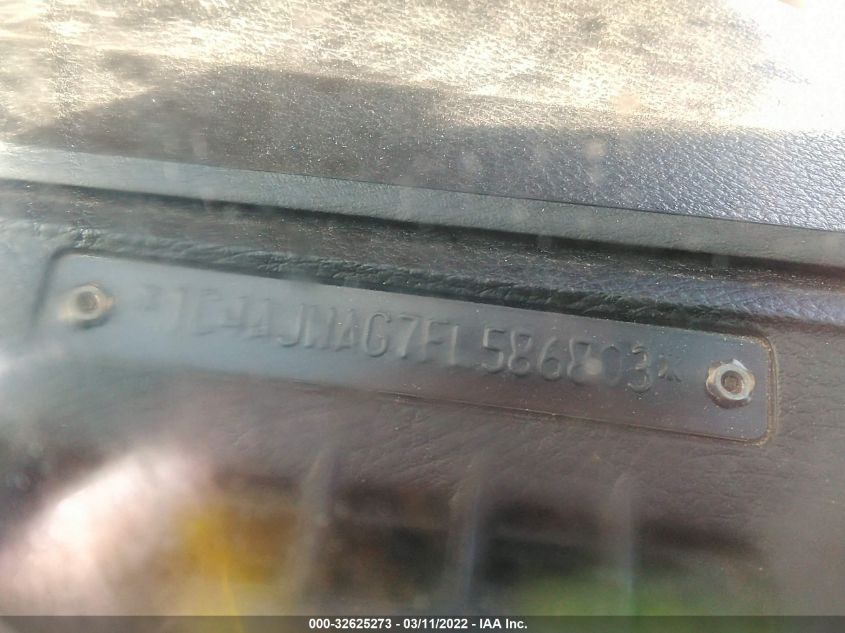 *1C4AJWAG7FL586803*
000-32625273 - 03/11/2022 - IAA Inc.